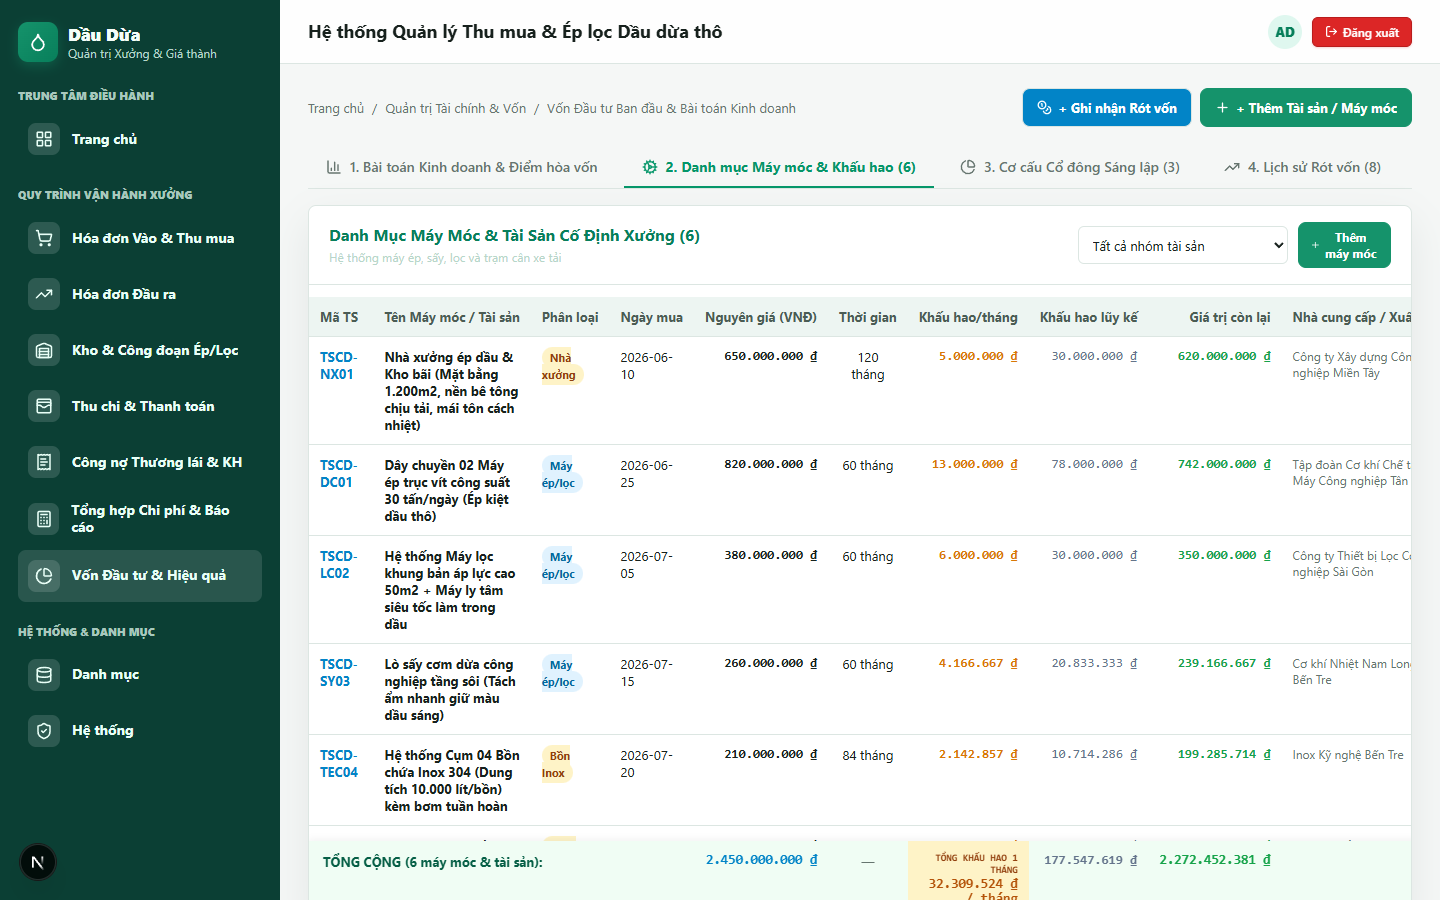 Dầu Dừa
Quản trị Xưởng & Giá thành
TRUNG TÂM ĐIỀU HÀNH
Trang chủ
QUY TRÌNH VẬN HÀNH XƯỞNG
Hóa đơn Vào & Thu mua
Hóa đơn Đầu ra
Kho & Công đoạn Ép/Lọc
Thu chi & Thanh toán
Công nợ Thương lái & KH
Tổng hợp Chi phí & Báo
cáo
Vốn Đầu tư & Hiệu quả
HỆ THỐNG & DANH MỤC
Danh mục
Hệ thống
N
Hệ thống Quản lý Thu mua & Ép lọc Dầu dừa thô
AD
Đăng xuất
Trang chủ / Quản trị Tài chính & Vốn / Vốn Đầu tư Ban đầu & Bài toán Kinh doanh
+ Ghi nhận Rót vốn
+ + Thêm Tài sản / Máy móc
1. Bài toán Kinh doanh & Điểm hòa vốn
2. Danh mục Máy móc & Khấu hao (6)
3. Cơ cấu Cổ đông Sáng lập (3)
4. Lịch sử Rót vốn (8)
Danh Mục Máy Móc & Tài Sản Cố Định Xưởng (6)
Hệ thống máy ép, sấy, lọc và trạm cân xe tải
Tất cả nhóm tài sản
+ Thêm
máy móc
Mã TS Tên Máy móc / Tài sản Phân loại Ngày mua Nguyên giá (VNĐ) Thời gian Khấu hao/tháng Khấu hao lũy kế Giá trị còn lại Nhà cung cấp / Xuấ
TSCD- Nhà xưởng ép dầu & Nhà 2026-06- 650.000.000 ₫ 120 5.000.000 ₫ 30.000.000 ₫ 620.000.000 ₫ Công ty Xây dựng Côn
NX01 Kho bãi (Mặt bằng xưởng 10 tháng nghiệp Miền Tây
1.200m2, nền bê tông
chịu tải, mái tôn cách
nhiệt)
TSCD- Dây chuyền 02 Máy Máy 2026-06- 820.000.000 ₫ 60 tháng 13.000.000 ₫ 78.000.000 ₫ 742.000.000 ₫ Tập đoàn Cơ khí Chế t
DC01 ép trục vít công suất ép/lọc 25 Máy Công nghiệp Tân
30 tấn/ngày (Ép kiệt
dầu thô)
TSCD- Hệ thống Máy lọc Máy 2026-07- 380.000.000 ₫ 60 tháng 6.000.000 ₫ 30.000.000 ₫ 350.000.000 ₫ Công ty Thiết bị Lọc Cô
LC02 khung bản áp lực cao ép/lọc 05 nghiệp Sài Gòn
50m2 + Máy ly tâm
siêu tốc làm trong
dầu
TSCD- Lò sấy cơm dừa công Máy 2026-07- 260.000.000 ₫ 60 tháng 4.166.667 ₫ 20.833.333 ₫ 239.166.667 ₫ Cơ khí Nhiệt Nam Long
SY03 nghiệp tầng sôi (Tách ép/lọc 15 Bến Tre
ẩm nhanh giữ màu
dầu sáng)
TSCD- Hệ thống Cụm 04 Bồn Bồn 2026-07- 210.000.000 ₫ 84 tháng 2.142.857 ₫ 10.714.286 ₫ 199.285.714 ₫ Inox Kỹ nghệ Bến Tre
TEC04 chứa Inox 304 (Dung Inox 20
tích 10.000 lít/bồn)
kèm bơm tuần hoàn
TỔNG CỘNG (6 máy móc & tài sản): 2.450.000.000 ₫ — TỔNG KHẤU HAO 1 177.547.619 ₫ 2.272.452.381 ₫
THÁNG
32.309.524 ₫
/ tháng